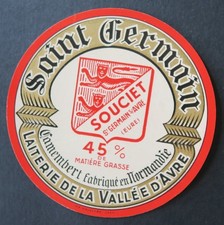 Saint Germain
SOUCIET
ST GERMAIN S/AVRE
(EURE)
45 %
DE
MATIÈRE GRASSE
Camembert fabriqué en Normandie
LAITERIE DE LA VALLÉE D'AVRE